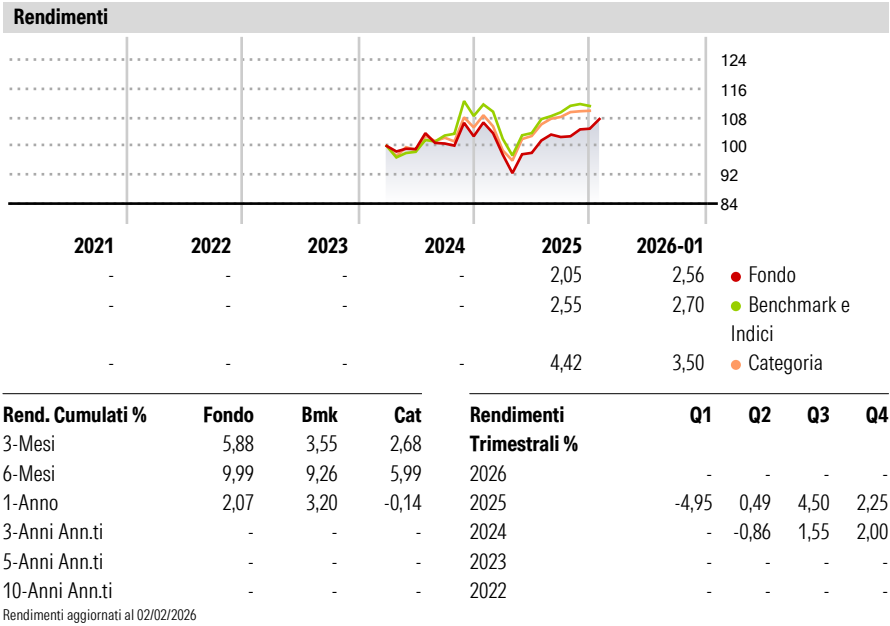 Rendimenti
124
116
108
100
92
84
2021 2022 2023 2024 2025 2026-01
- - - - 2,05 2,56 Fondo
- - - - 2,55 2,70 Benchmark e
Indici
- - - - 4,42 3,50 Categoria
Rend. Cumulati % Fondo Bmk Cat
3-Mesi 5,88 3,55 2,68
6-Mesi 9,99 9,26 5,99
1-Anno 2,07 3,20 -0,14
3-Anni Ann.ti - - -
5-Anni Ann.ti - - -
10-Anni Ann.ti - - -
Rendimenti Q1 Q2 Q3 Q4
Trimestrali %
2026 - - - -
2025 -4,95 0,49 4,50 2,25
2024 - -0,86 1,55 2,00
2023 - - - -
2022 - - - -
Rendimenti aggiornati al 02/02/2026